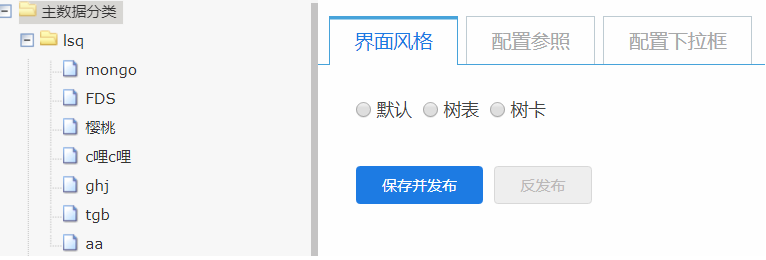 主数据分类
lsq
mongo
FDS
樱桃
c哩c哩
ghj
tgb
aa
界面风格 配置参照 配置下拉框
默认 树表 树卡
保存并发布 反发布